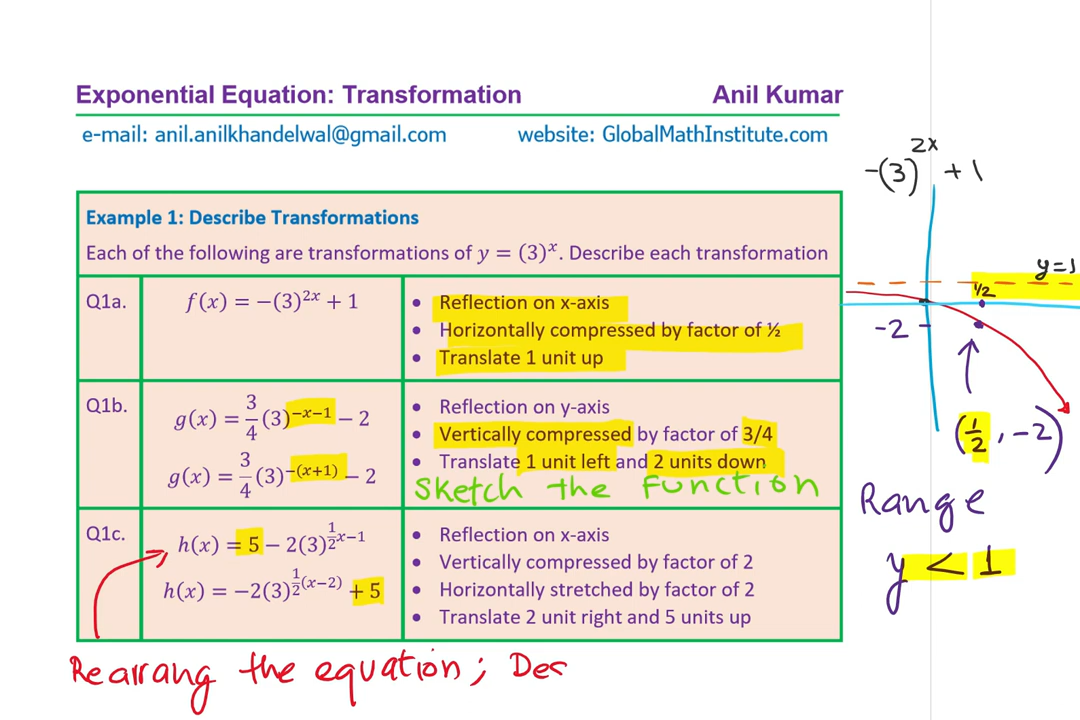 Exponential Equation: Transformation Anil Kumar
e-mail: anil.anilkhandelwal@gmail.com website: GlobalMathInstitute.com
Example 1: Describe Transformations
Each of the following are transformations of y = (3)ˣ. Describe each transformation
Q1a. f(x) = −(3)²ˣ + 1
• Reflection on x-axis
• Horizontally compressed by factor of ½
• Translate 1 unit up
Q1b. g(x) = 3/4 (3)^(−x−1) − 2
g(x) = 3/4 (3)^(−(x+1)) − 2
• Reflection on y-axis
• Vertically compressed by factor of 3/4
• Translate 1 unit left and 2 units down
Sketch the function
Q1c. h(x) = 5 − 2(3)^(1/2 x−1)
h(x) = −2(3)^(1/2 (x−2)) + 5
• Reflection on x-axis
• Vertically compressed by factor of 2
• Horizontally stretched by factor of 2
• Translate 2 unit right and 5 units up
Rearrang the equation; Des
-(3)²ˣ + 1
y=1
1/2
-2
(1/2, -2)
Range
y < 1